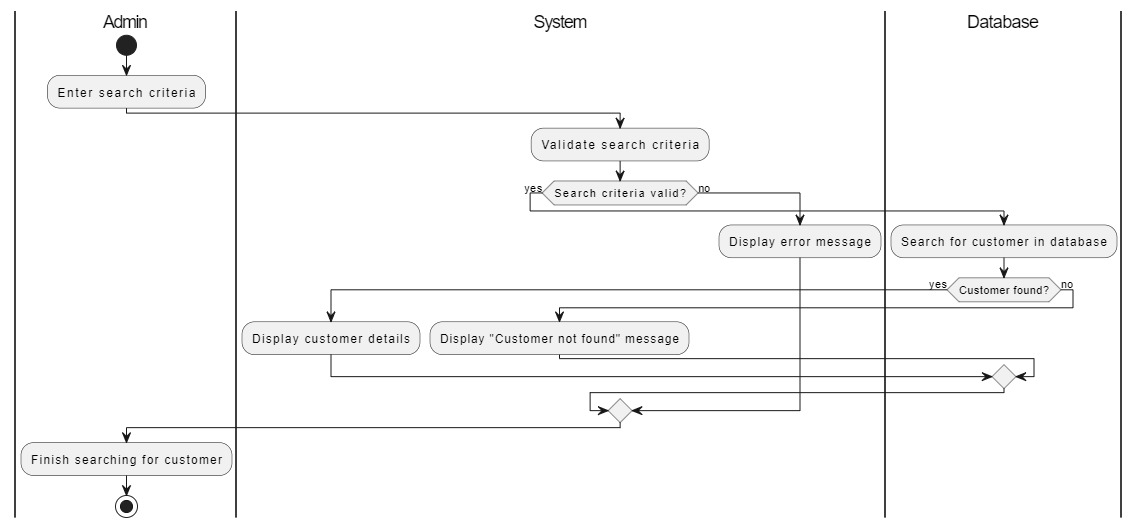 Admin
System
Database
Enter search criteria
Validate search criteria
yes
Search criteria valid?
no
Display error message
Search for customer in database
yes
Customer found?
no
Display customer details
Display "Customer not found" message
Finish searching for customer